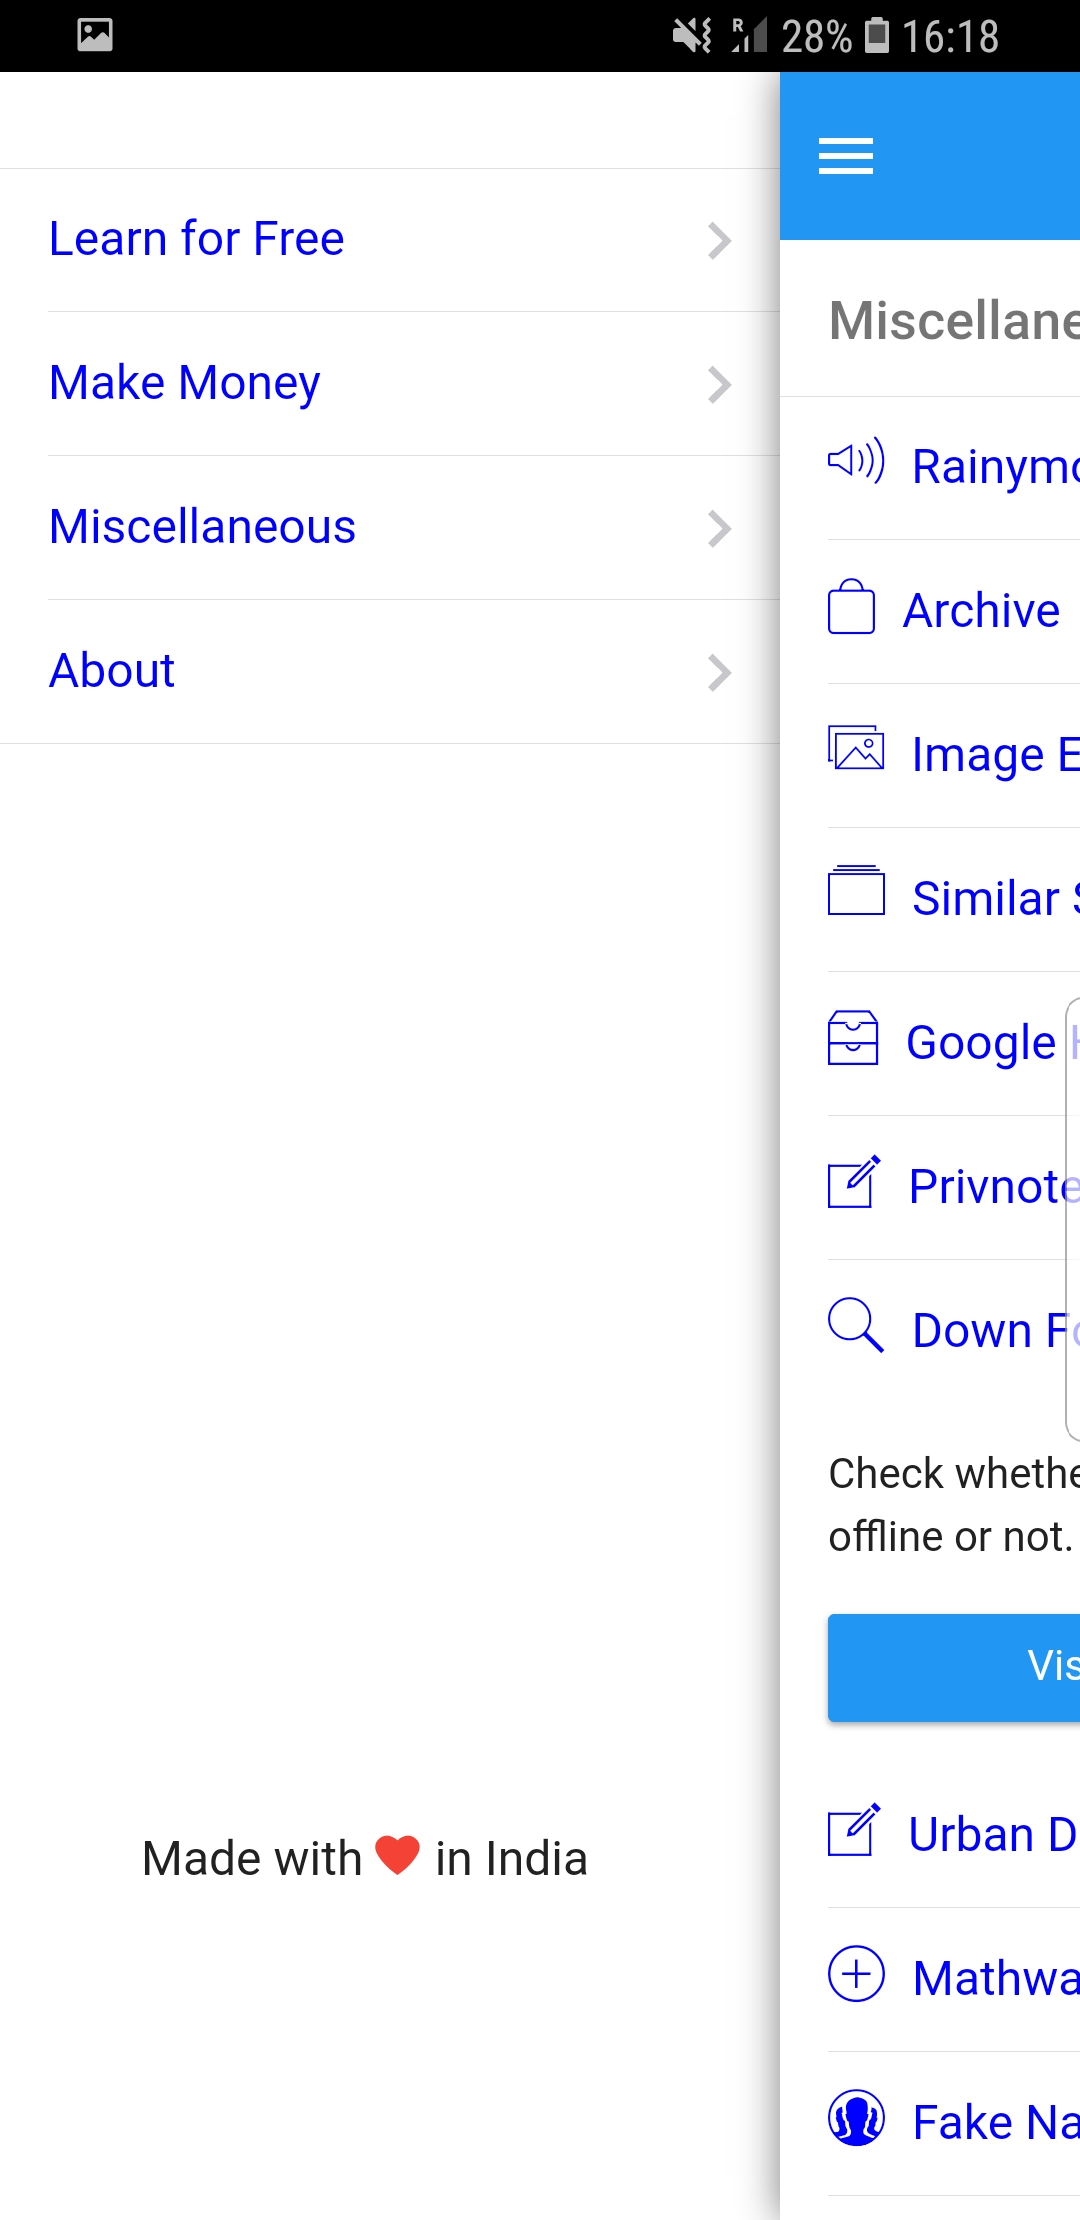 R 28% 16:18
Learn for Free
Make Money
Miscellaneous
About
Made with in India
Miscellane
Rainymo
Archive
Image E
Similar S
Google H
Privnote
Down Fo
Check whethe
offline or not.
Vis
Urban D
Mathwa
Fake Na